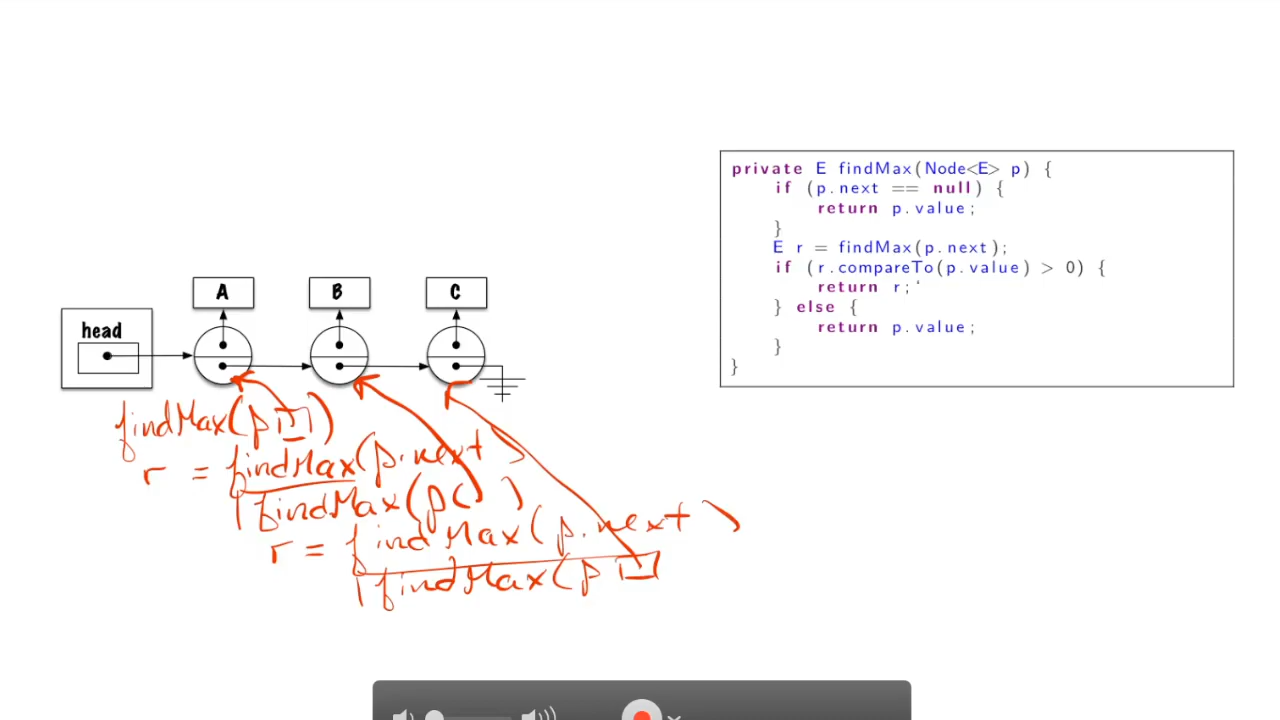 private E findMax(Node<E> p) {
if (p.next == null) {
return p.value;
}
E r = findMax(p.next);
if (r.compareTo(p.value) > 0) {
return r;‘
} else {
return p.value;
}
}
A
B
C
head
findMax(p )
r = findMax(p.next )
findMax(p )
r = findMax(p.next )
findMax(p